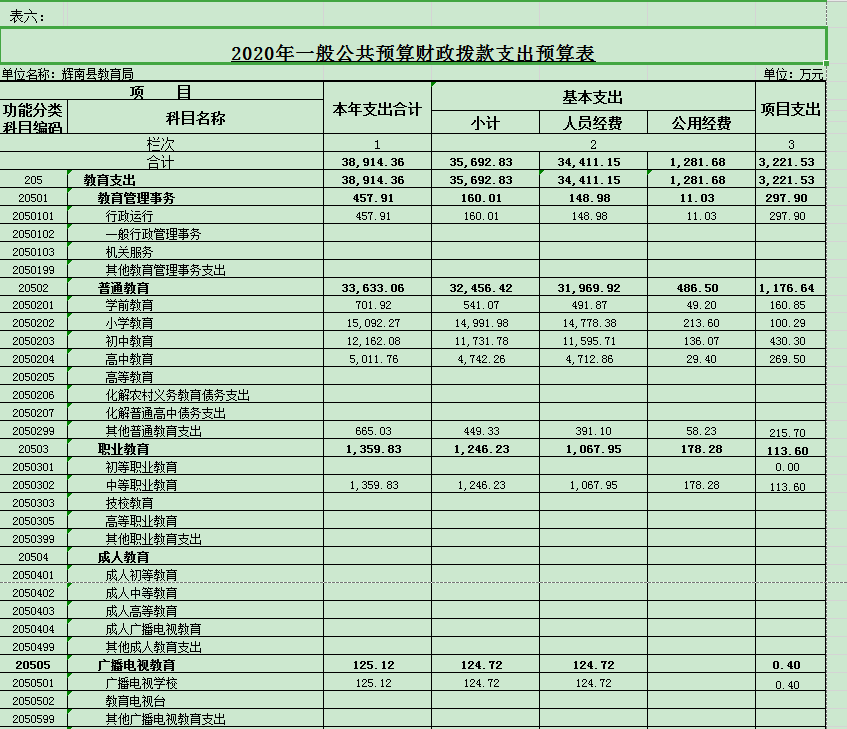 表六：
2020年一般公共预算财政拨款支出预算表
单位名称：辉南县教育局 单位：万元
项 目 本年支出合计 基本支出 项目支出
功能分类科目编码 科目名称 小计 人员经费 公用经费
栏次 1 2 3
合计 38,914.36 35,692.83 34,411.15 1,281.68 3,221.53
205 教育支出 38,914.36 35,692.83 34,411.15 1,281.68 3,221.53
20501 教育管理事务 457.91 160.01 148.98 11.03 297.90
2050101 行政运行 457.91 160.01 148.98 11.03 297.90
2050102 一般行政管理事务
2050103 机关服务
2050199 其他教育管理事务支出
20502 普通教育 33,633.06 32,456.42 31,969.92 486.50 1,176.64
2050201 学前教育 701.92 541.07 491.87 49.20 160.85
2050202 小学教育 15,092.27 14,991.98 14,778.38 213.60 100.29
2050203 初中教育 12,162.08 11,731.78 11,595.71 136.07 430.30
2050204 高中教育 5,011.76 4,742.26 4,712.86 29.40 269.50
2050205 高等教育
2050206 化解农村义务教育债务支出
2050207 化解普通高中债务支出
2050299 其他普通教育支出 665.03 449.33 391.10 58.23 215.70
20503 职业教育 1,359.83 1,246.23 1,067.95 178.28 113.60
2050301 初等职业教育 0.00
2050302 中等职业教育 1,359.83 1,246.23 1,067.95 178.28 113.60
2050303 技校教育
2050305 高等职业教育
2050399 其他职业教育支出
20504 成人教育
2050401 成人初等教育
2050402 成人中等教育
2050403 成人高等教育
2050404 成人广播电视教育
2050499 其他成人教育支出
20505 广播电视教育 125.12 124.72 124.72 0.40
2050501 广播电视学校 125.12 124.72 124.72 0.40
2050502 教育电视台
2050599 其他广播电视教育支出